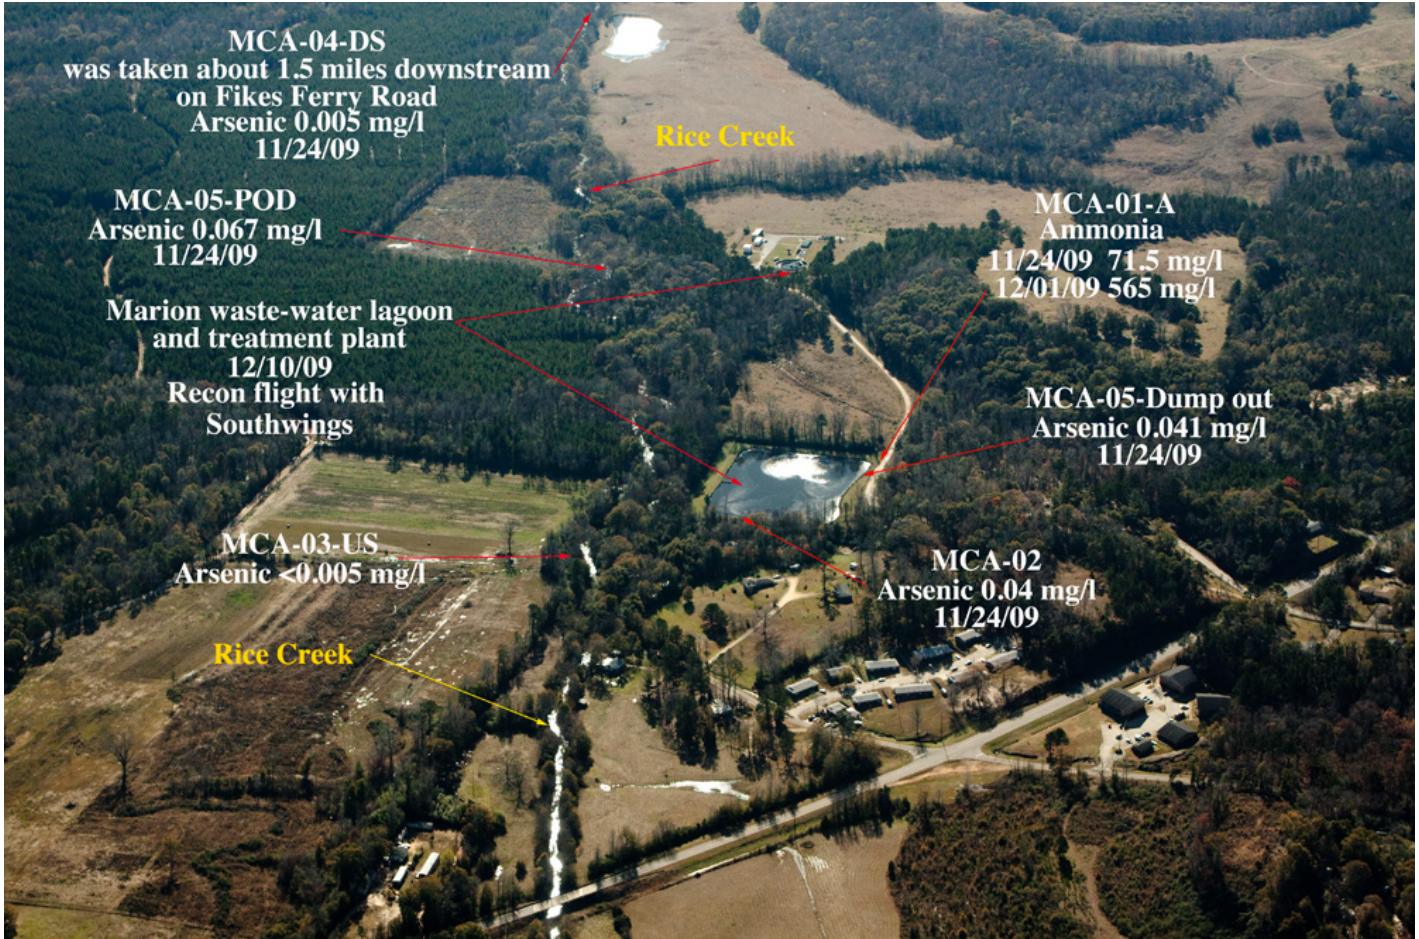 MCA-04-DS
was taken about 1.5 miles downstream
on Fikes Ferry Road
Arsenic 0.005 mg/l
11/24/09
Rice Creek
MCA-05-POD
Arsenic 0.067 mg/l
11/24/09
MCA-01-A
Ammonia
11/24/09 71.5 mg/l
12/01/09 565 mg/l
Marion waste-water lagoon
and treatment plant
12/10/09
Recon flight with
Southwings
MCA-05-Dump out
Arsenic 0.041 mg/l
11/24/09
MCA-03-US
Arsenic <0.005 mg/l
MCA-02
Arsenic 0.04 mg/l
11/24/09
Rice Creek